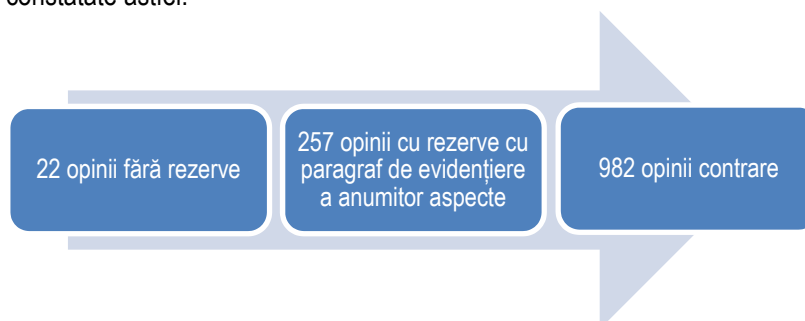 constatate astfel:
22 opinii fără rezerve
257 opinii cu rezerve cu
paragraf de evidențiere
a anumitor aspecte
982 opinii contrare